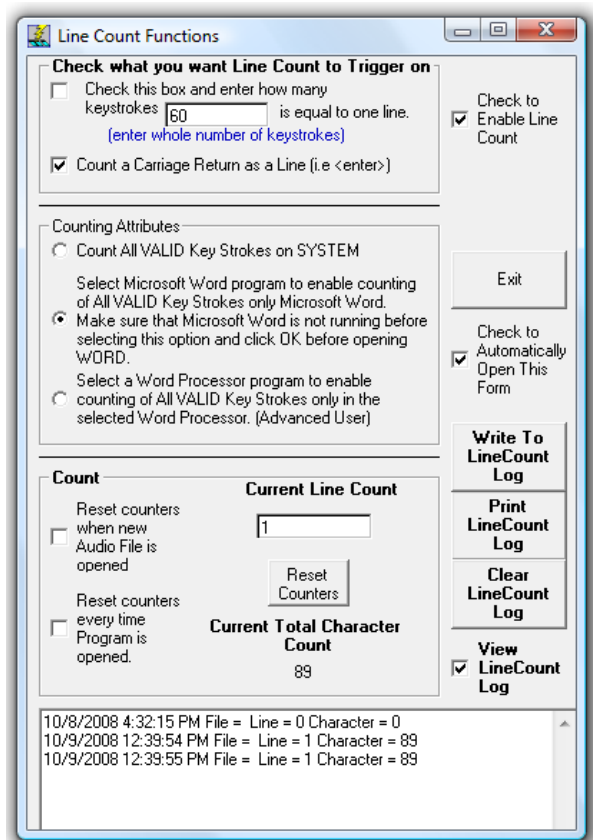 Line Count Functions
Check what you want Line Count to Trigger on
Check this box and enter how many
keystrokes 60 is equal to one line.
(enter whole number of keystrokes)
Count a Carriage Return as a Line (i.e <enter>)
Check to
Enable Line
Count
Counting Attributes
Count All VALID Key Strokes on SYSTEM
Select Microsoft Word program to enable counting
of All VALID Key Strokes only Microsoft Word.
Make sure that Microsoft Word is not running before
selecting this option and click OK before opening
WORD.
Select a Word Processor program to enable
counting of All VALID Key Strokes only in the
selected Word Processor. (Advanced User)
Exit
Check to
Automatically
Open This
Form
Write To
LineCount
Log
Print
LineCount
Log
Clear
LineCount
Log
View
LineCount
Log
Count
Reset counters
when new
Audio File is
opened
Reset counters
every time
Program is
opened.
Current Line Count
1
Reset
Counters
Current Total Character
Count
89
10/8/2008 4:32:15 PM File =  Line = 0 Character = 0
10/9/2008 12:39:54 PM File =  Line = 1 Character = 89
10/9/2008 12:39:55 PM File =  Line = 1 Character = 89